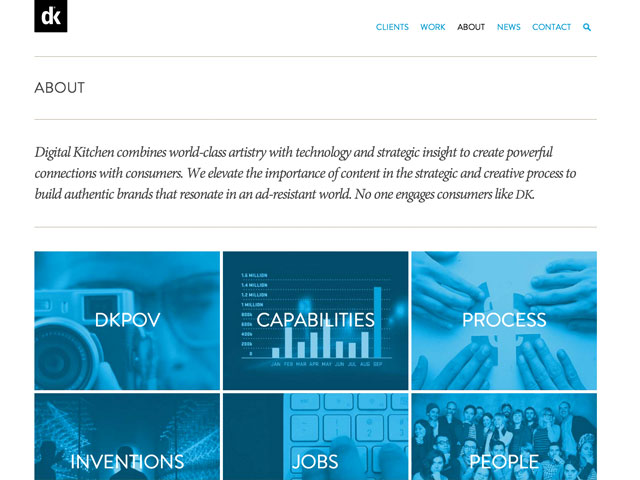 dk
CLIENTS WORK ABOUT NEWS CONTACT
ABOUT
Digital Kitchen combines world-class artistry with technology and strategic insight to create powerful
connections with consumers. We elevate the importance of content in the strategic and creative process to
build authentic brands that resonate in an ad-resistant world. No one engages consumers like DK.
DKPOV
1.6 MILLION
1.4 MILLION
1.2 MILLION
1 MILLION
800k
600k
400k
200k
0
JAN FEB MAR APR MAY JUN JUL AUG SEP
CAPABILITIES
PROCESS
INVENTIONS
JOBS
PEOPLE